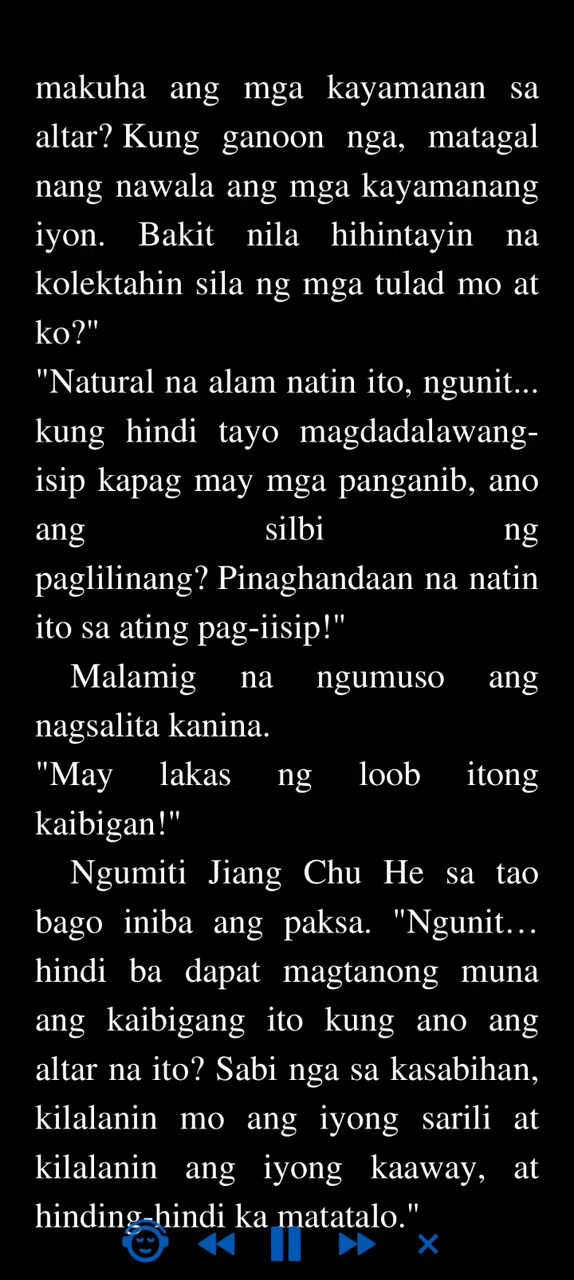 makuha ang mga kayamanan sa
altar? Kung ganoon nga, matagal
nang nawala ang mga kayamanang
iyon. Bakit nila hihintayin na
kolektahin sila ng mga tulad mo at
ko?"
"Natural na alam natin ito, ngunit...
kung hindi tayo magdadalawang-
isip kapag may mga panganib, ano
ang silbi ng
paglilinang? Pinaghandaan na natin
ito sa ating pag-iisip!"
Malamig na ngumuso ang
nagsalita kanina.
"May lakas ng loob itong
kaibigan!"
Ngumiti Jiang Chu He sa tao
bago iniba ang paksa. "Ngunit…
hindi ba dapat magtanong muna
ang kaibigang ito kung ano ang
altar na ito? Sabi nga sa kasabihan,
kilalanin mo ang iyong sarili at
kilalanin ang iyong kaaway, at
hinding-hindi ka matatalo."